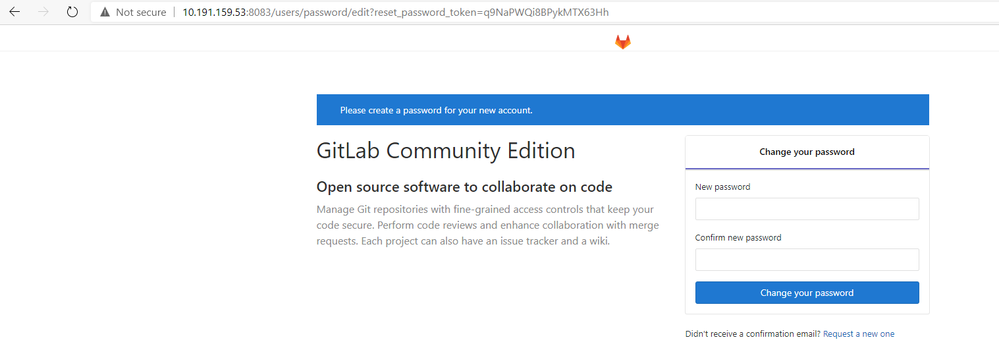 Not secure | 10.191.159.53:8083/users/password/edit?reset_password_token=q9NaPWQi8BPykMTX63Hh
Please create a password for your new account.
GitLab Community Edition
Open source software to collaborate on code
Manage Git repositories with fine-grained access controls that keep your
code secure. Perform code reviews and enhance collaboration with merge
requests. Each project can also have an issue tracker and a wiki.
Change your password
New password
Confirm new password
Change your password
Didn't receive a confirmation email? Request a new one